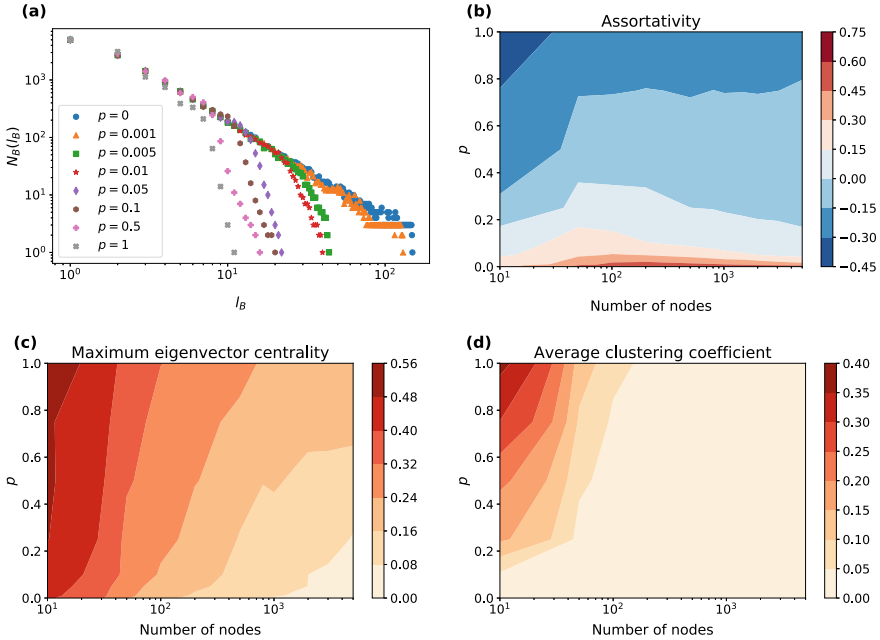 (a)
N_B(l_B)
10^3
10^2
10^1
10^0
p = 0
p = 0.001
p = 0.005
p = 0.01
p = 0.05
p = 0.1
p = 0.5
p = 1
10^0 10^1 10^2
l_B
(b)
Assortativity
p
1.0
0.8
0.6
0.4
0.2
0.0
10^1 10^2 10^3
Number of nodes
0.75
0.60
0.45
0.30
0.15
0.00
−0.15
−0.30
−0.45
(c)
Maximum eigenvector centrality
p
1.0
0.8
0.6
0.4
0.2
0.0
10^1 10^2 10^3
Number of nodes
0.56
0.48
0.40
0.32
0.24
0.16
0.08
0.00
(d)
Average clustering coefficient
p
1.0
0.8
0.6
0.4
0.2
0.0
10^1 10^2 10^3
Number of nodes
0.40
0.35
0.30
0.25
0.20
0.15
0.10
0.05
0.00